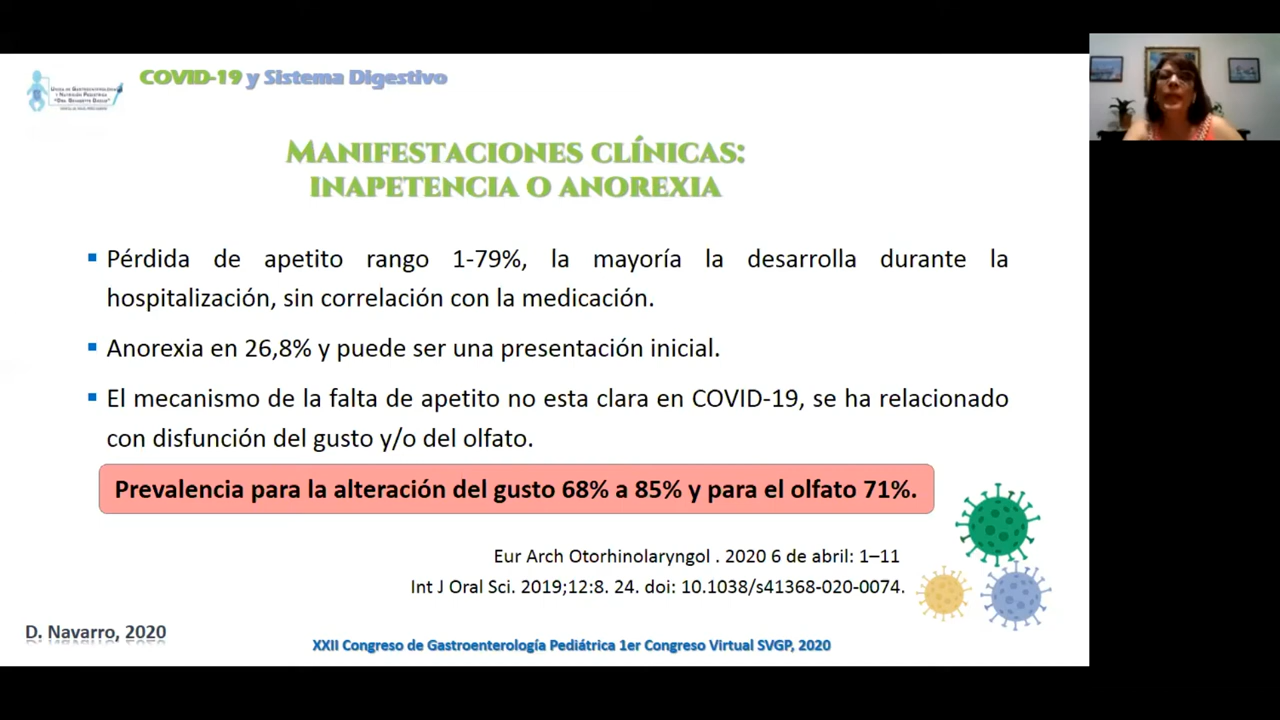 COVID-19 y Sistema Digestivo
UNIDAD DE GASTROENTEROLOGÍA
Y NUTRICIÓN PEDIÁTRICA
MANIFESTACIONES CLÍNICAS:
INAPETENCIA O ANOREXIA
▪ Pérdida de apetito rango 1-79%, la mayoría la desarrolla durante la
hospitalización, sin correlación con la medicación.
▪ Anorexia en 26,8% y puede ser una presentación inicial.
▪ El mecanismo de la falta de apetito no esta clara en COVID-19, se ha relacionado
con disfunción del gusto y/o del olfato.
Prevalencia para la alteración del gusto 68% a 85% y para el olfato 71%.
Eur Arch Otorhinolaryngol . 2020 6 de abril: 1–11
Int J Oral Sci. 2019;12:8. 24. doi: 10.1038/s41368-020-0074.
D. Navarro, 2020
XXII Congreso de Gastroenterología Pediátrica 1er Congreso Virtual SVGP, 2020